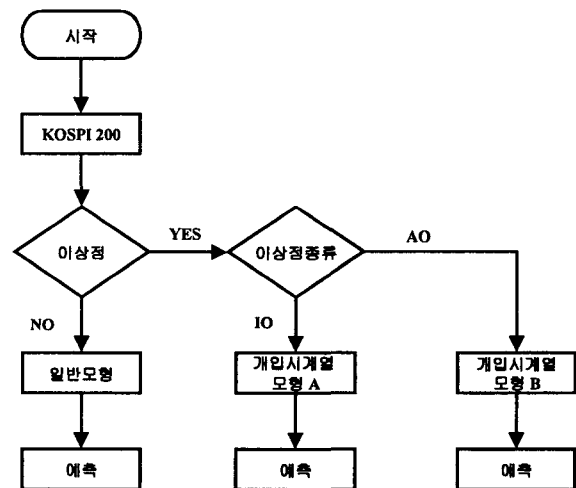 시작
KOSPI 200
이상점
YES
이상점종류
AO
NO
IO
일반모형
개입시계열
모형 A
개입시계열
모형 B
예측
예측
예측